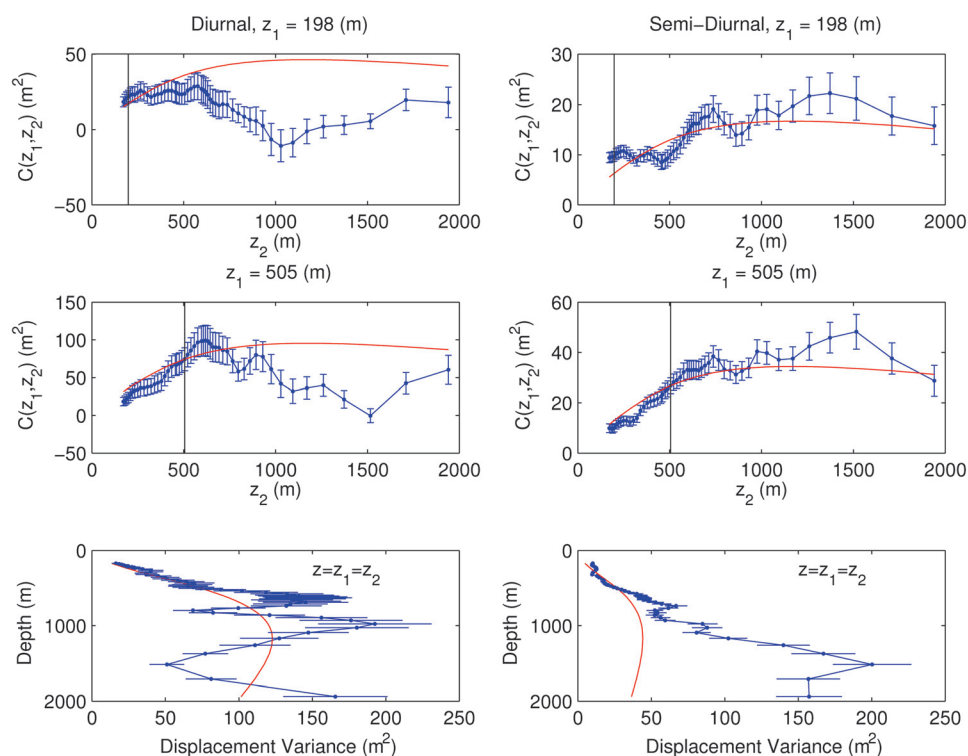 Diurnal, z1 = 198 (m)
50
0
−50
C(z1,z2) (m2)
0 500 1000 1500 2000
z2 (m)
Semi-Diurnal, z1 = 198 (m)
30
20
10
0
C(z1,z2) (m2)
0 500 1000 1500 2000
z2 (m)
z1 = 505 (m)
150
100
50
0
−50
C(z1,z2) (m2)
0 500 1000 1500 2000
z2 (m)
z1 = 505 (m)
60
40
20
0
C(z1,z2) (m2)
0 500 1000 1500 2000
z2 (m)
0
1000
2000
Depth (m)
z=z1=z2
0 50 100 150 200 250
Displacement Variance (m2)
0
1000
2000
Depth (m)
z=z1=z2
0 50 100 150 200 250
Displacement Variance (m2)